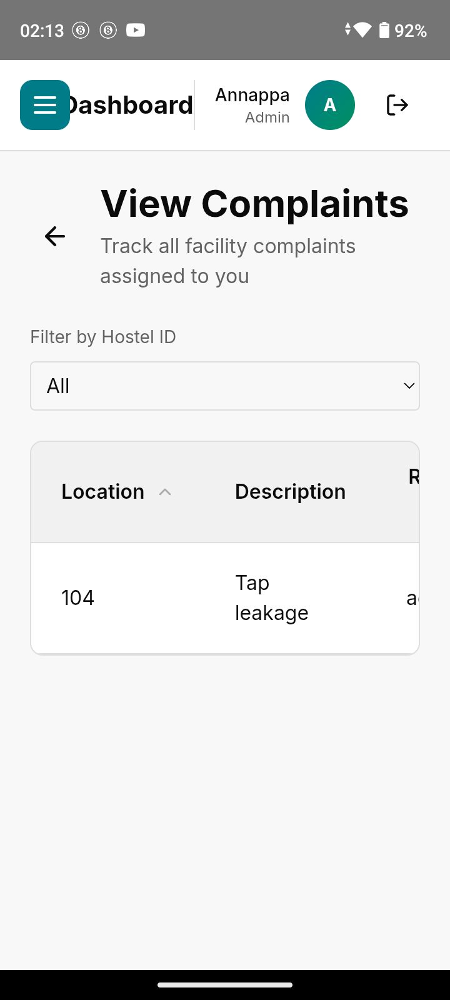 02:13 92%
Dashboard
Annappa
Admin
A
View Complaints
Track all facility complaints
assigned to you
Filter by Hostel ID
All
Location Description
104
Tap
leakage